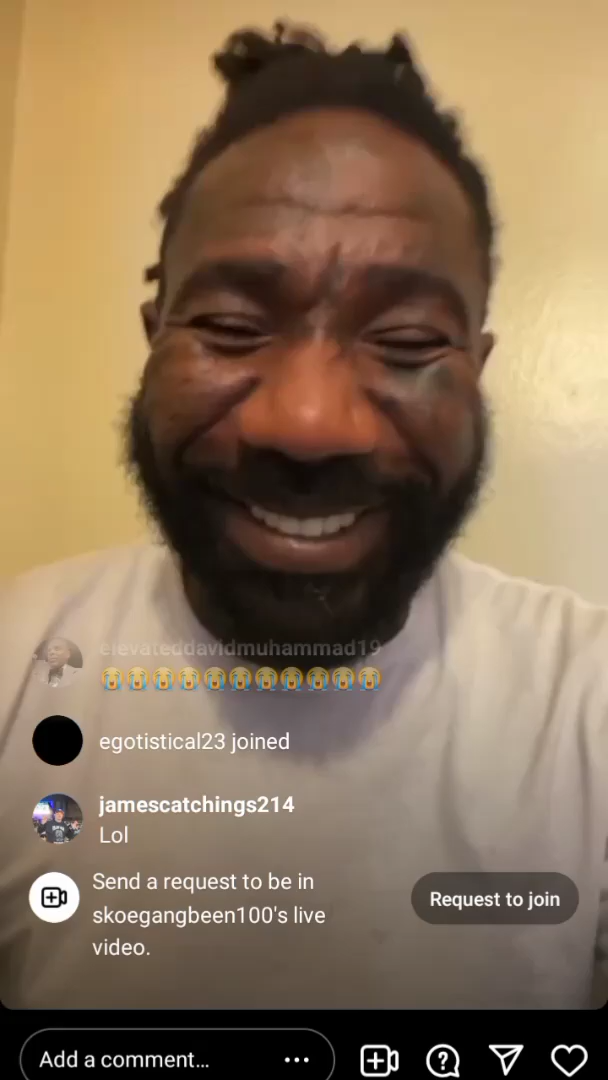 elevateddavidmuhammad19
😭😭😭😭😭😭😭😭😭😭😭
egotistical23 joined
jamescatchings214
Lol
Send a request to be in
skoegangbeen100's live
video.
Request to join
Add a comment...